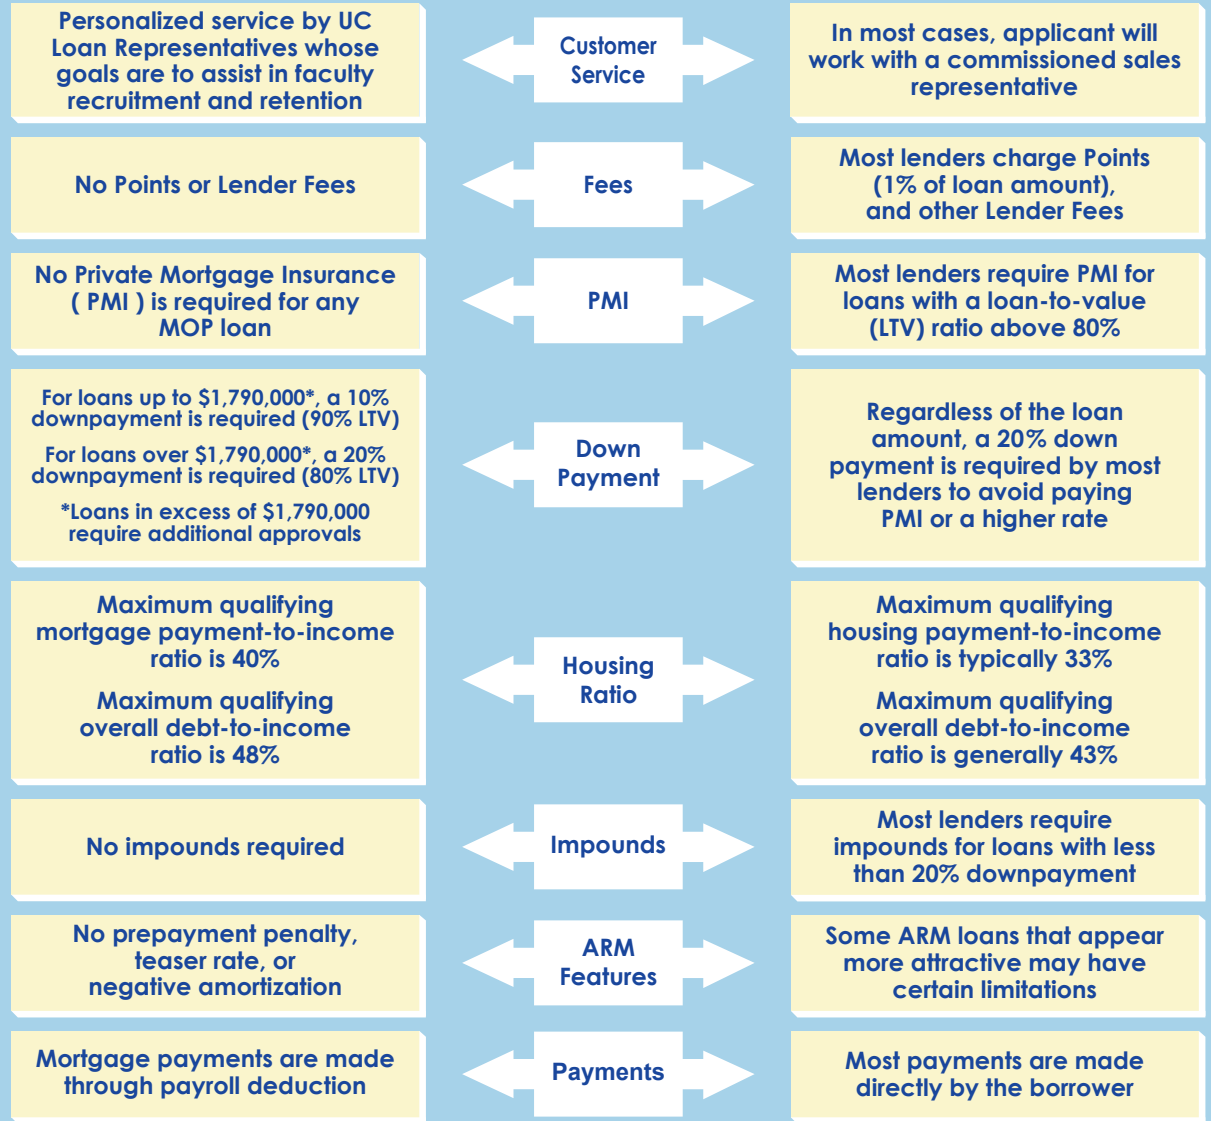 Personalized service by UC
Loan Representatives whose
goals are to assist in faculty
recruitment and retention
Customer
Service
In most cases, applicant will
work with a commissioned sales
representative
No Points or Lender Fees
Fees
Most lenders charge Points
(1% of loan amount),
and other Lender Fees
No Private Mortgage Insurance
( PMI ) is required for any
MOP loan
PMI
Most lenders require PMI for
loans with a loan-to-value
(LTV) ratio above 80%
For loans up to $1,790,000*, a 10%
downpayment is required (90% LTV)
For loans over $1,790,000*, a 20%
downpayment is required (80% LTV)
*Loans in excess of $1,790,000
require additional approvals
Down
Payment
Regardless of the loan
amount, a 20% down
payment is required by most
lenders to avoid paying
PMI or a higher rate
Maximum qualifying
mortgage payment-to-income
ratio is 40%
Maximum qualifying
overall debt-to-income
ratio is 48%
Housing
Ratio
Maximum qualifying
housing payment-to-income
ratio is typically 33%
Maximum qualifying
overall debt-to-income
ratio is generally 43%
No impounds required
Impounds
Most lenders require
impounds for loans with less
than 20% downpayment
No prepayment penalty,
teaser rate, or
negative amortization
ARM
Features
Some ARM loans that appear
more attractive may have
certain limitations
Mortgage payments are made
through payroll deduction
Payments
Most payments are made
directly by the borrower